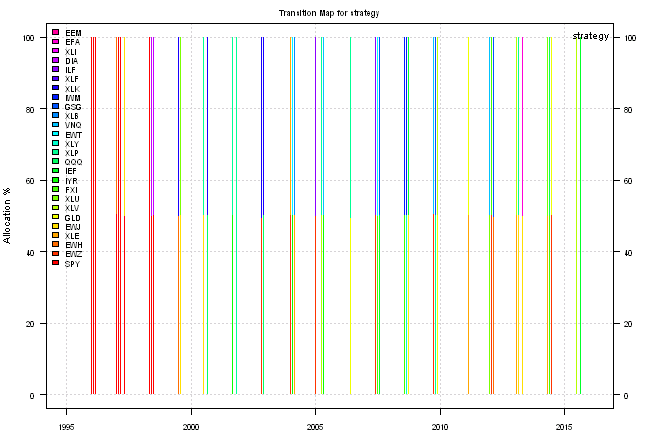 Transition Map for strategy
strategy
Allocation %
100
80
60
40
20
0
100
80
60
40
20
0
EEM
EFA
XLI
DIA
ILF
XLF
XLK
IWM
GSG
XLB
VNQ
EWT
XLY
XLP
QQQ
IEF
IYR
FXI
XLU
XLV
GLD
EWJ
XLE
EWH
EWZ
SPY
1995
2000
2005
2010
2015